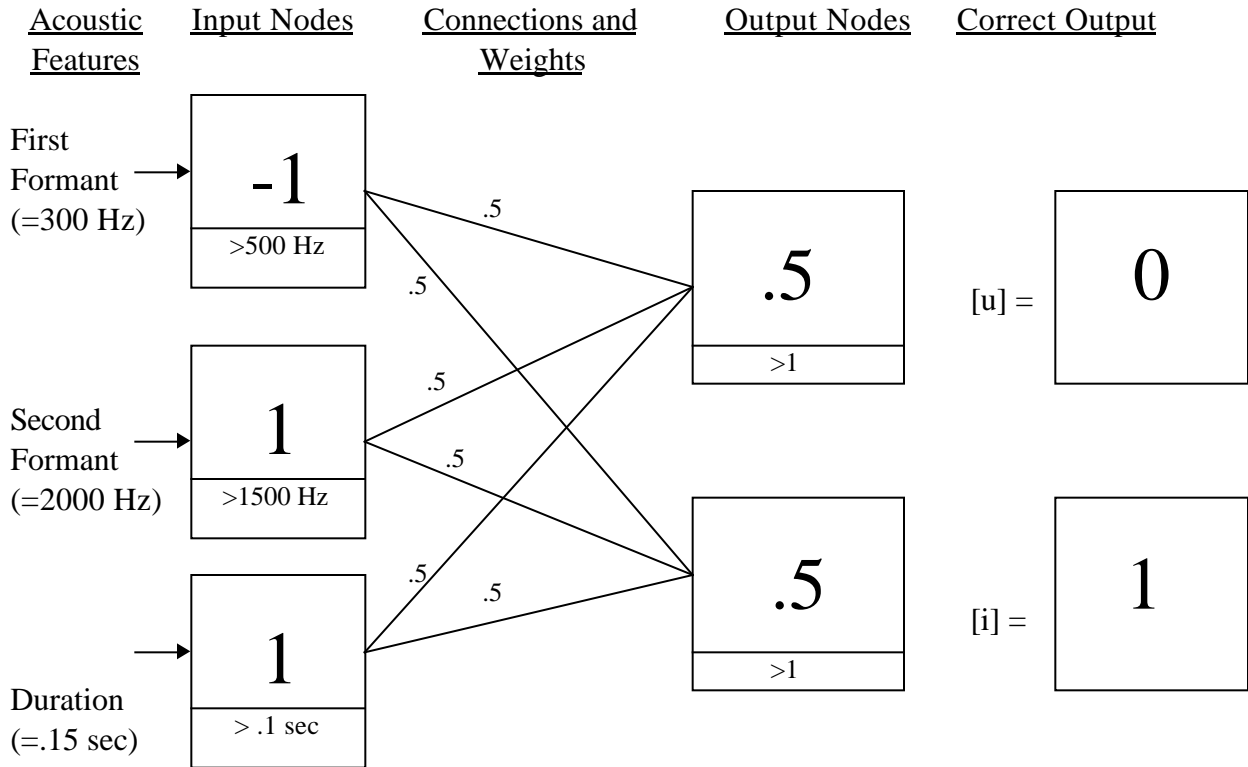 Acoustic Features
Input Nodes
Connections and Weights
Output Nodes
Correct Output
First
Formant
(=300 Hz)
-1
>500 Hz
Second
Formant
(=2000 Hz)
1
>1500 Hz
Duration
(=.15 sec)
1
> .1 sec
.5
.5
.5
.5
.5
.5
.5
>1
.5
>1
[u] =
0
[i] =
1